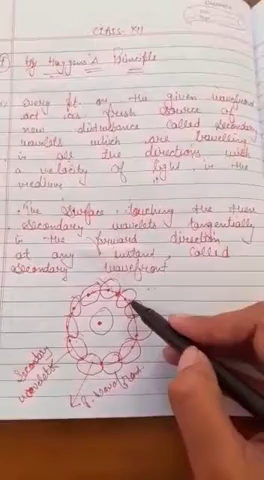 CLASS- XII
Huygen's Principle
Every pt. on the given wavefront
act as fresh source of
new disturbance called secondary
wavelets which are travelling
in all the directions with
a velocity of light in the
medium
The surface touching the these
secondary wavelets tangentially
in the forward direction
at any instant called
secondary wavefront
Secondary
wavelets